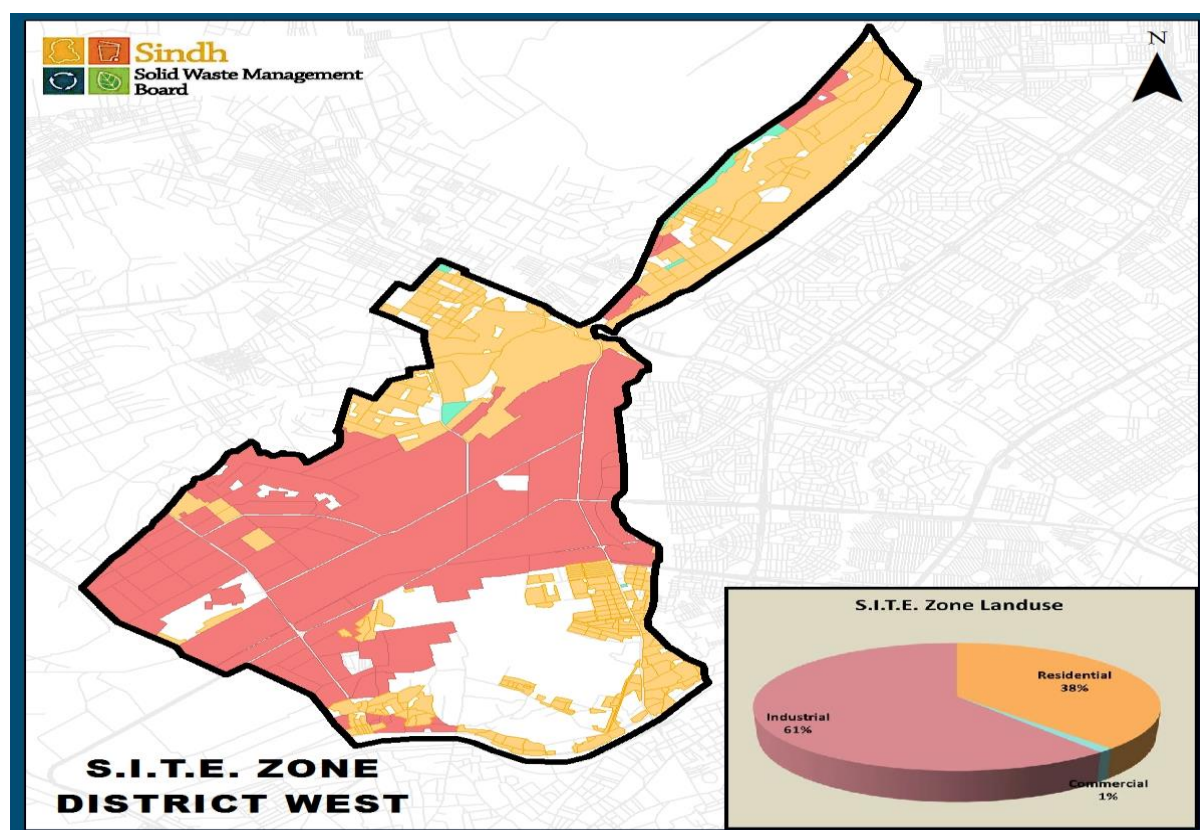 Sindh
Solid Waste Management
Board
N
S.I.T.E. ZONE
DISTRICT WEST
S.I.T.E. Zone Landuse
Residential
38%
Industrial
61%
Commercial
1%